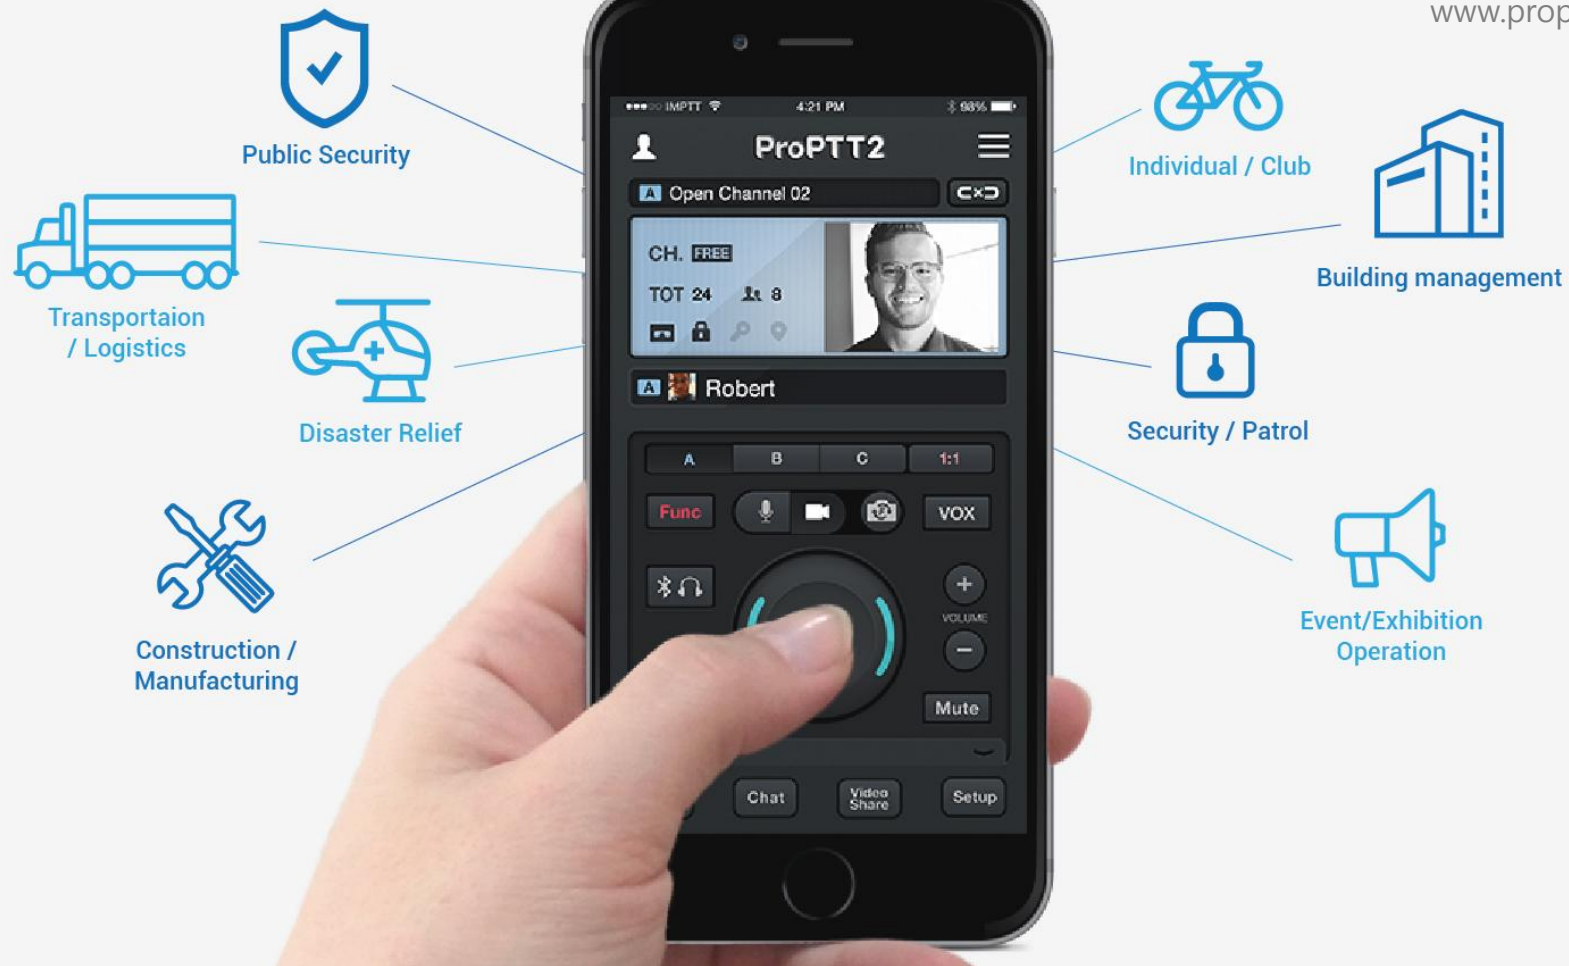 www.prop
Public Security
Transportaion
/ Logistics
Disaster Relief
Construction /
Manufacturing
Individual / Club
Building management
Security / Patrol
Event/Exhibition
Operation
IMPTT
4:21 PM
98%
ProPTT2
A Open Channel 02
CH. FREE
TOT 24 8
A Robert
A B C 1:1
Func
VOX
+
VOLUME
−
Mute
Chat
Video
Share
Setup